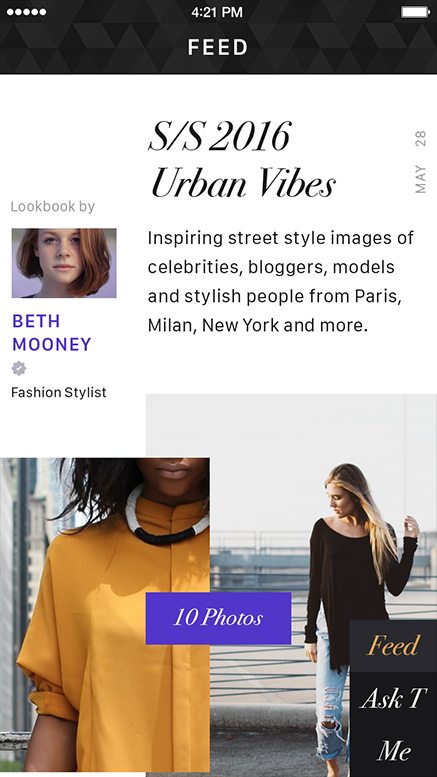 4:21 PM
FEED
S/S 2016
Urban Vibes
MAY 28
Lookbook by
BETH
MOONEY
Fashion Stylist
Inspiring street style images of
celebrities, bloggers, models
and stylish people from Paris,
Milan, New York and more.
10 Photos
Feed
Ask T
Me